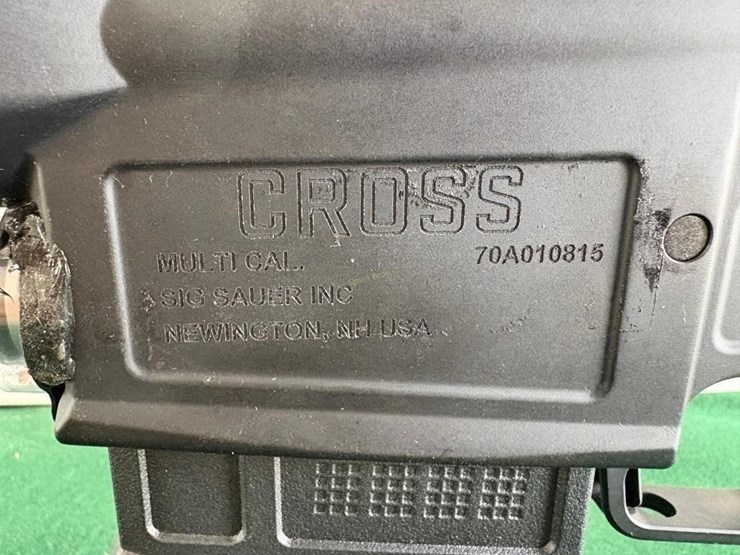 CROSS
MULTI CAL. 70A010815
SIG SAUER INC
NEWINGTON, NH USA